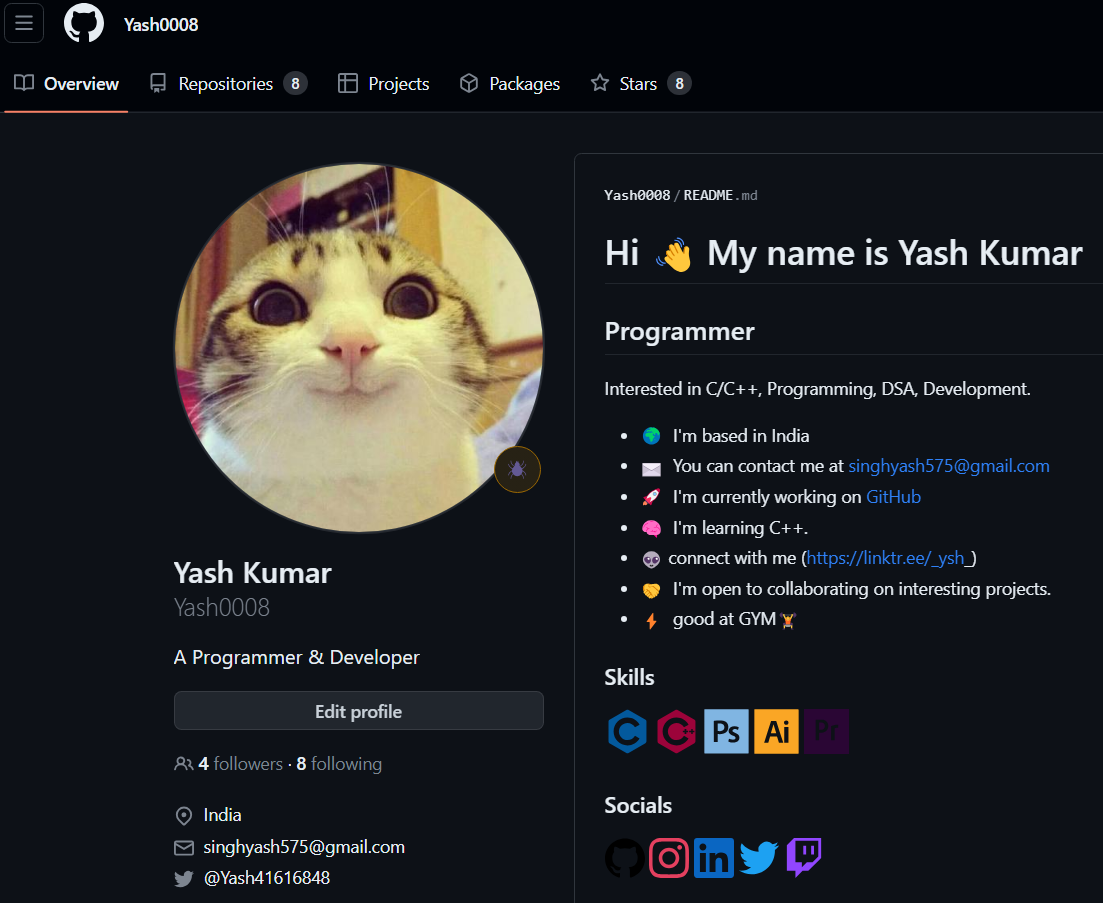 Yash0008
Overview
Repositories 8
Projects
Packages
Stars 8
Yash0008/README.md
Hi 👋 My name is Yash Kumar
Programmer
Interested in C/C++, Programming, DSA, Development.
🌍 I'm based in India
✉️ You can contact me at singhyash575@gmail.com
🚀 I'm currently working on GitHub
🧠 I'm learning C++.
👽 connect with me (https://linktr.ee/_ysh_)
🤝 I'm open to collaborating on interesting projects.
⚡ good at GYM🏋
Skills
C
C++
Ps
Ai
Pr
Socials
in
Yash Kumar
Yash0008
A Programmer & Developer
Edit profile
4 followers · 8 following
India
singhyash575@gmail.com
@Yash41616848